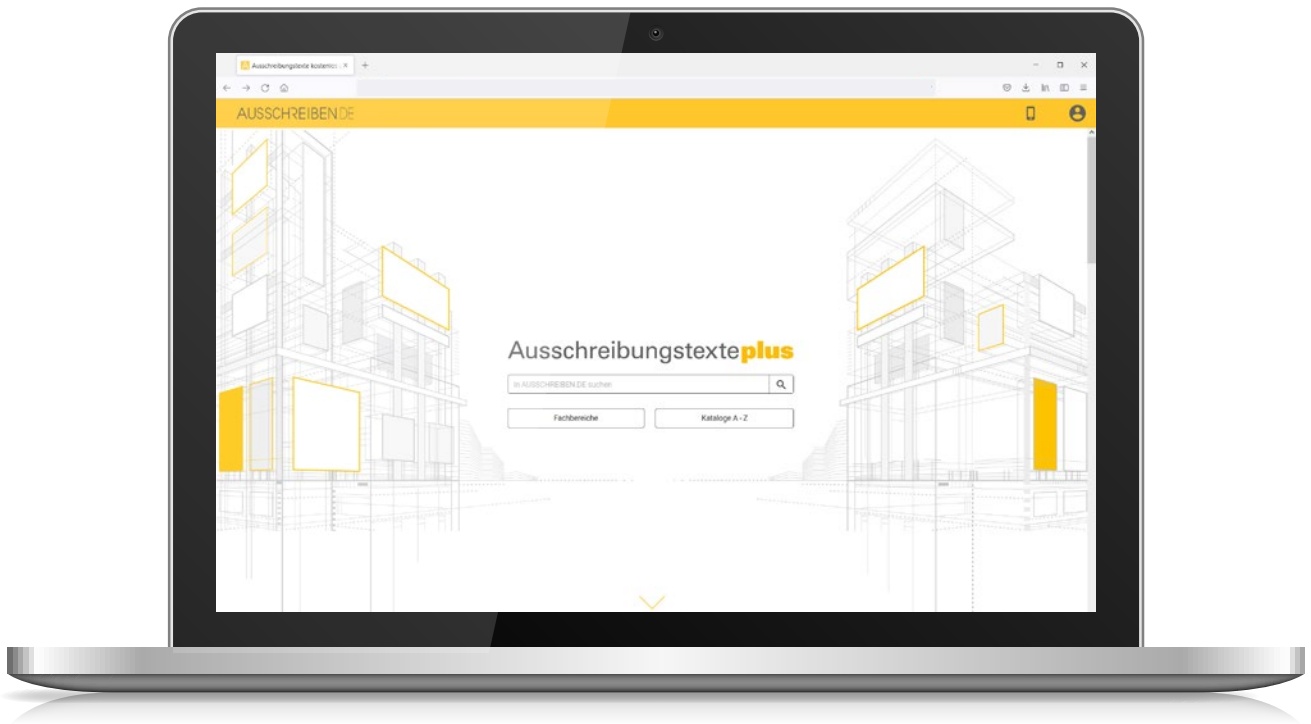 Ausschreibungstexte kostenlos
AUSSCHREIBEN DE
Ausschreibungstexteplus
in AUSSCHREIBEN.DE suchen
Fachbereiche
Kataloge A - Z